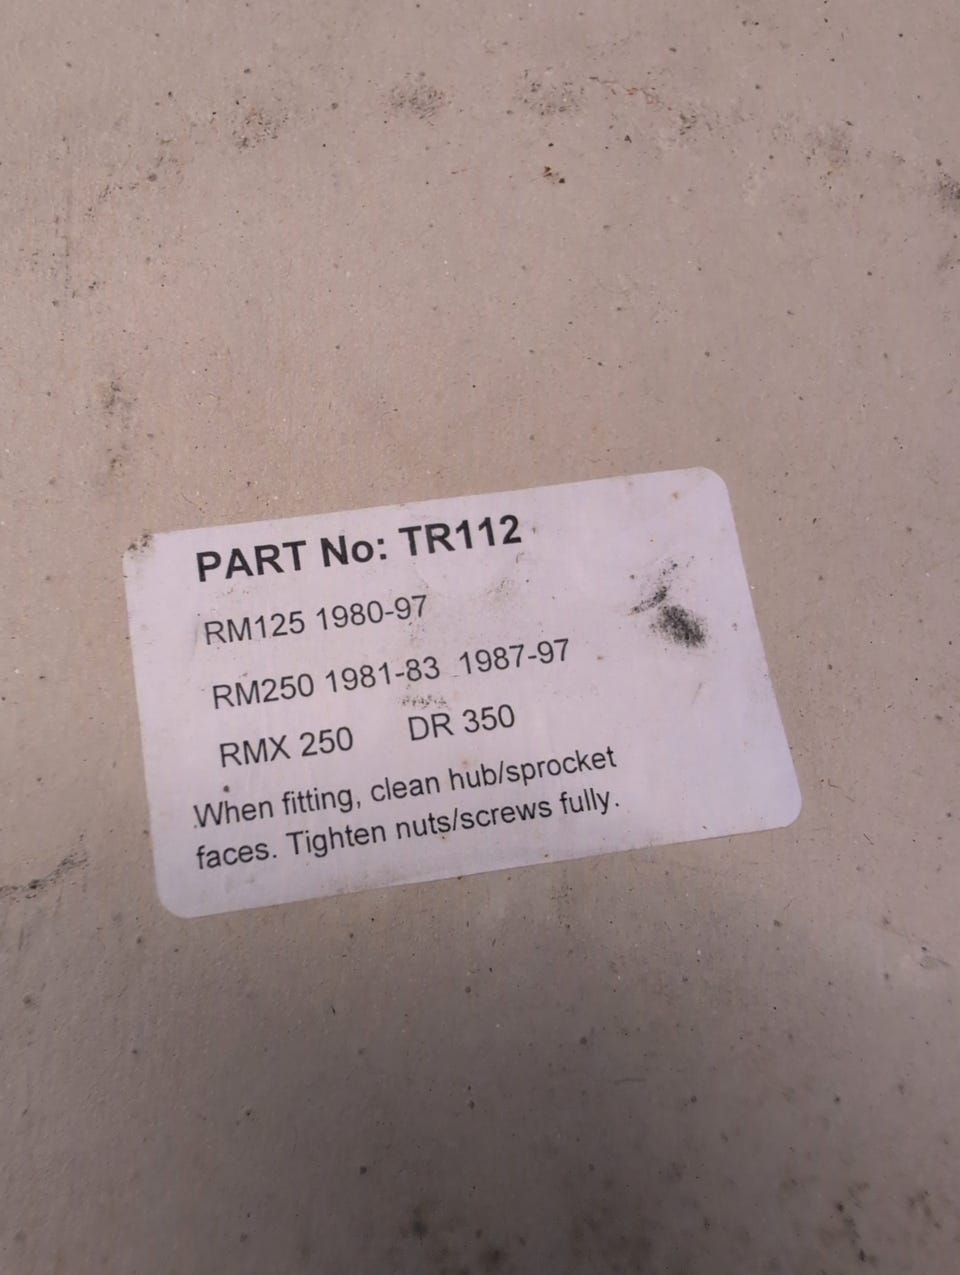 PART No: TR112
RM125 1980-97
RM250 1981-83 1987-97
RMX 250 DR 350
When fitting, clean hub/sprocket
faces. Tighten nuts/screws fully.